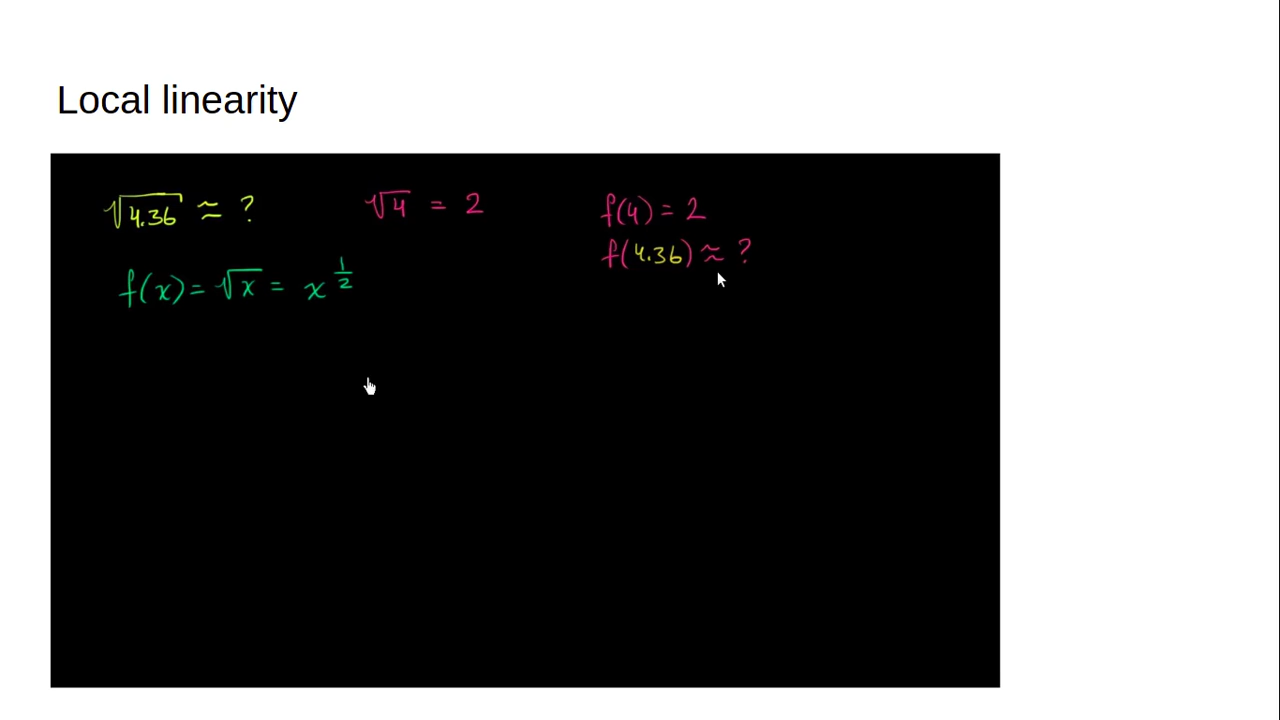 Local linearity
√4.36 ≈ ?
√4 = 2
f(4) = 2
f(4.36) ≈ ?
f(x) = √x = x^(1/2)